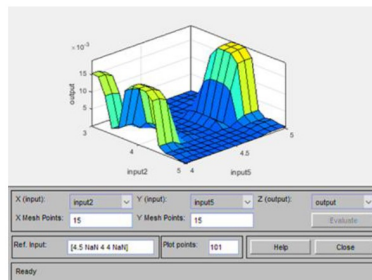 ×10⁻³
15
10
5
output
3
4
5
input2
4
4.5
5
input5
X (input): input2 Y (input): input5 Z (output): output
X Mesh Points: 15 Y Mesh Points: 15 Evaluate
Ref. Input: [4.5 NaN 4 4 NaN] Plot points: 101 Help Close
Ready